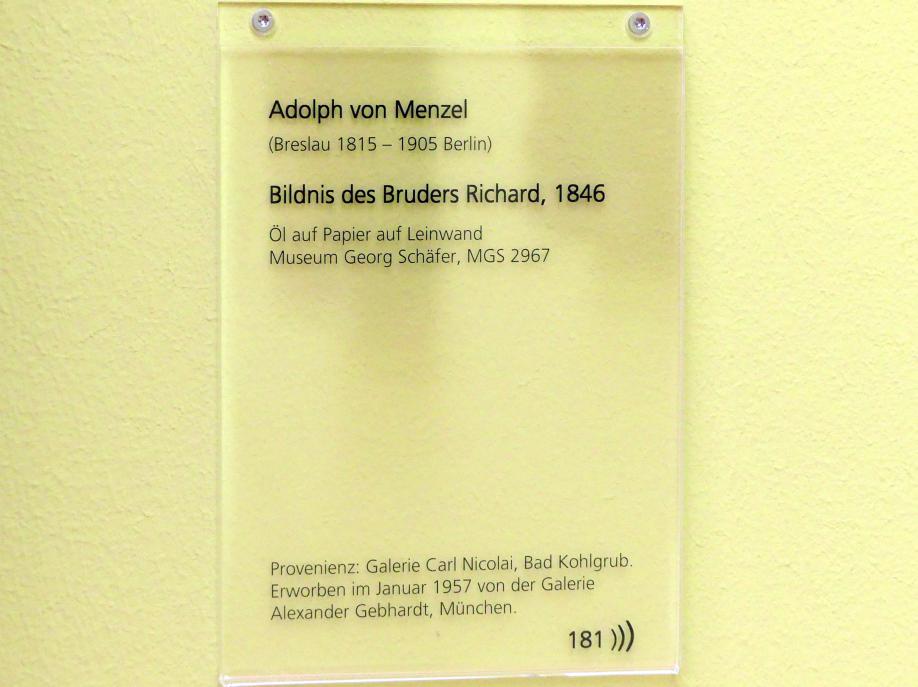 Adolph von Menzel
(Breslau 1815 – 1905 Berlin)
Bildnis des Bruders Richard, 1846
Öl auf Papier auf Leinwand
Museum Georg Schäfer, MGS 2967
Provenienz: Galerie Carl Nicolai, Bad Kohlgrub.
Erworben im Januar 1957 von der Galerie
Alexander Gebhardt, München.
181